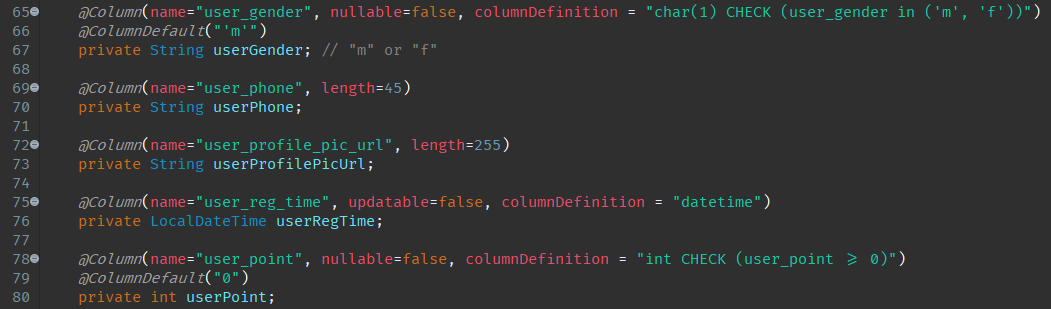 65 @Column(name="user_gender", nullable=false, columnDefinition = "char(1) CHECK (user_gender in ('m', 'f'))")
66 @ColumnDefault("'m'")
67 private String userGender; // "m" or "f"
68
69 @Column(name="user_phone", length=45)
70 private String userPhone;
71
72 @Column(name="user_profile_pic_url", length=255)
73 private String userProfilePicUrl;
74
75 @Column(name="user_reg_time", updatable=false, columnDefinition = "datetime")
76 private LocalDateTime userRegTime;
77
78 @Column(name="user_point", nullable=false, columnDefinition = "int CHECK (user_point >= 0)")
79 @ColumnDefault("0")
80 private int userPoint;